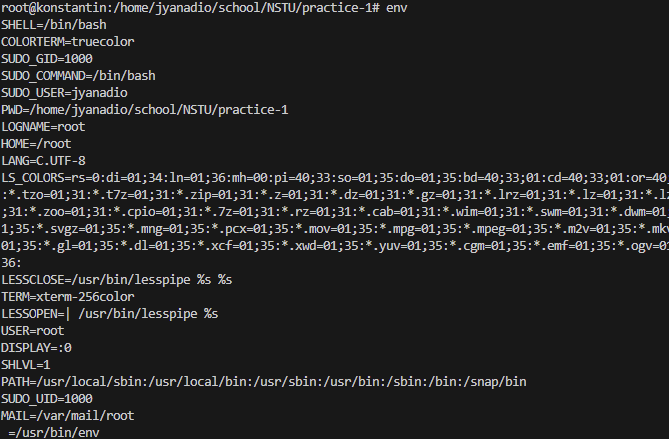 root@konstantin:/home/jyanadio/school/NSTU/practice-1# env
SHELL=/bin/bash
COLORTERM=truecolor
SUDO_GID=1000
SUDO_COMMAND=/bin/bash
SUDO_USER=jyanadio
PWD=/home/jyanadio/school/NSTU/practice-1
LOGNAME=root
HOME=/root
LANG=C.UTF-8
LS_COLORS=rs=0:di=01;34:ln=01;36:mh=00:pi=40;33:so=01;35:do=01;35:bd=40;33;01:cd=40;33;01:or=40;
:*.tzo=01;31:*.t7z=01;31:*.zip=01;31:*.z=01;31:*.dz=01;31:*.gz=01;31:*.lrz=01;31:*.lz=01;31:*.lz
;31:*.zoo=01;31:*.cpio=01;31:*.7z=01;31:*.rz=01;31:*.cab=01;31:*.wim=01;31:*.swm=01;31:*.dwm=01;
1;35:*.svgz=01;35:*.mng=01;35:*.pcx=01;35:*.mov=01;35:*.mpg=01;35:*.mpeg=01;35:*.m2v=01;35:*.mkv
01;35:*.gl=01;35:*.dl=01;35:*.xcf=01;35:*.xwd=01;35:*.yuv=01;35:*.cgm=01;35:*.emf=01;35:*.ogv=01
36:
LESSCLOSE=/usr/bin/lesspipe %s %s
TERM=xterm-256color
LESSOPEN=| /usr/bin/lesspipe %s
USER=root
DISPLAY=:0
SHLVL=1
PATH=/usr/local/sbin:/usr/local/bin:/usr/sbin:/usr/bin:/sbin:/bin:/snap/bin
SUDO_UID=1000
MAIL=/var/mail/root
_=/usr/bin/env